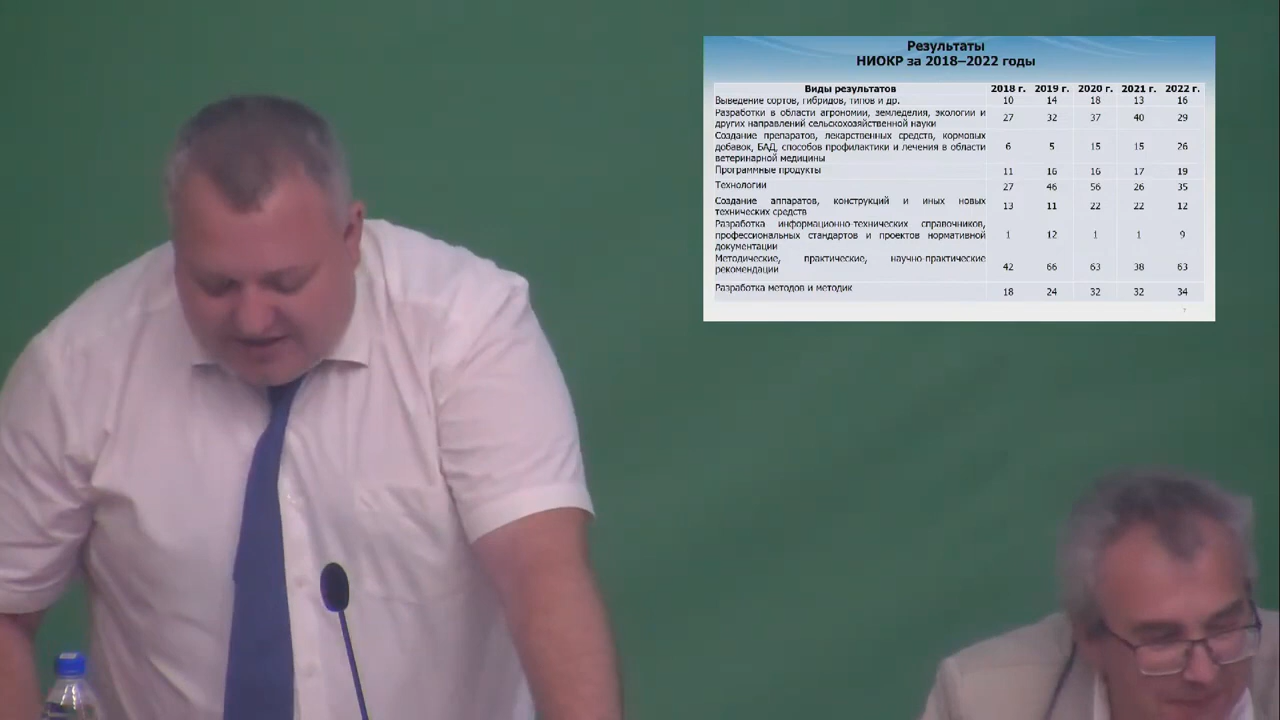 Результаты
НИОКР за 2018–2022 годы
Виды результатов 2018 г. 2019 г. 2020 г. 2021 г. 2022 г.
Выведение сортов, гибридов, типов и др. 10 14 18 13 16
Разработки в области агрономии, земледелия, экологии и
других направлений сельскохозяйственной науки 27 32 37 40 29
Создание препаратов, лекарственных средств, кормовых
добавок, БАД, способов профилактики и лечения в области 6 5 15 15 26
ветеринарной медицины
Программные продукты 11 16 16 17 19
Технологии 27 46 56 26 35
Создание аппаратов, конструкций и иных новых 13 11 22 22 12
технических средств
Разработка информационно-технических справочников,
профессиональных стандартов и проектов нормативной 1 12 1 1 9
документации
Методические, практические, научно-практические
рекомендации 42 66 63 38 63
Разработка методов и методик 18 24 32 32 34